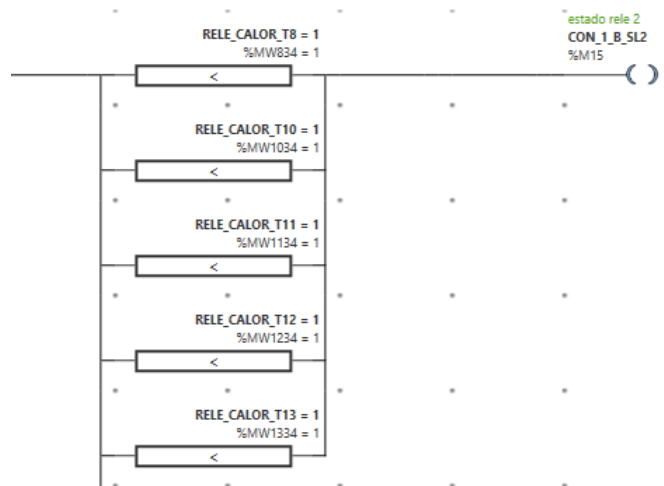 estado rele 2
RELE_CALOR_T8 = 1
CON_1_B_SL2
%MW834 = 1
%M15
<
( )
RELE_CALOR_T10 = 1
%MW1034 = 1
<
RELE_CALOR_T11 = 1
%MW1134 = 1
<
RELE_CALOR_T12 = 1
%MW1234 = 1
<
RELE_CALOR_T13 = 1
%MW1334 = 1
<